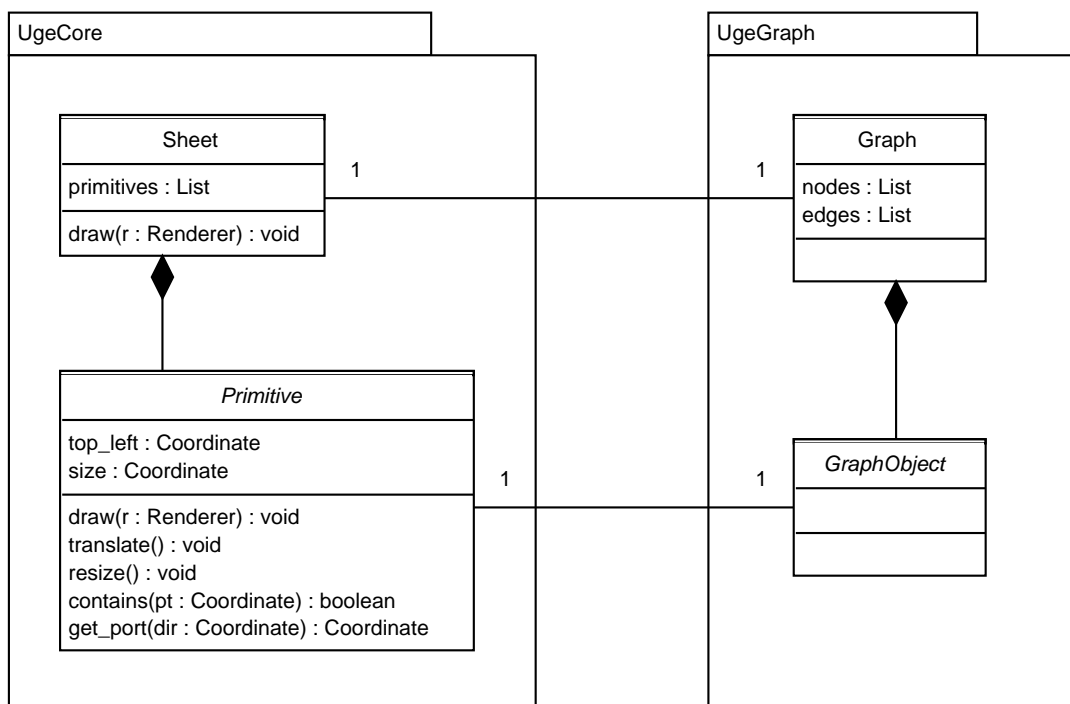 UgeCore
UgeGraph
Sheet
primitives : List
draw(r : Renderer) : void
1
1
Graph
nodes : List
edges : List
Primitive
top_left : Coordinate
size : Coordinate
draw(r : Renderer) : void
translate() : void
resize() : void
contains(pt : Coordinate) : boolean
get_port(dir : Coordinate) : Coordinate
1
1
GraphObject